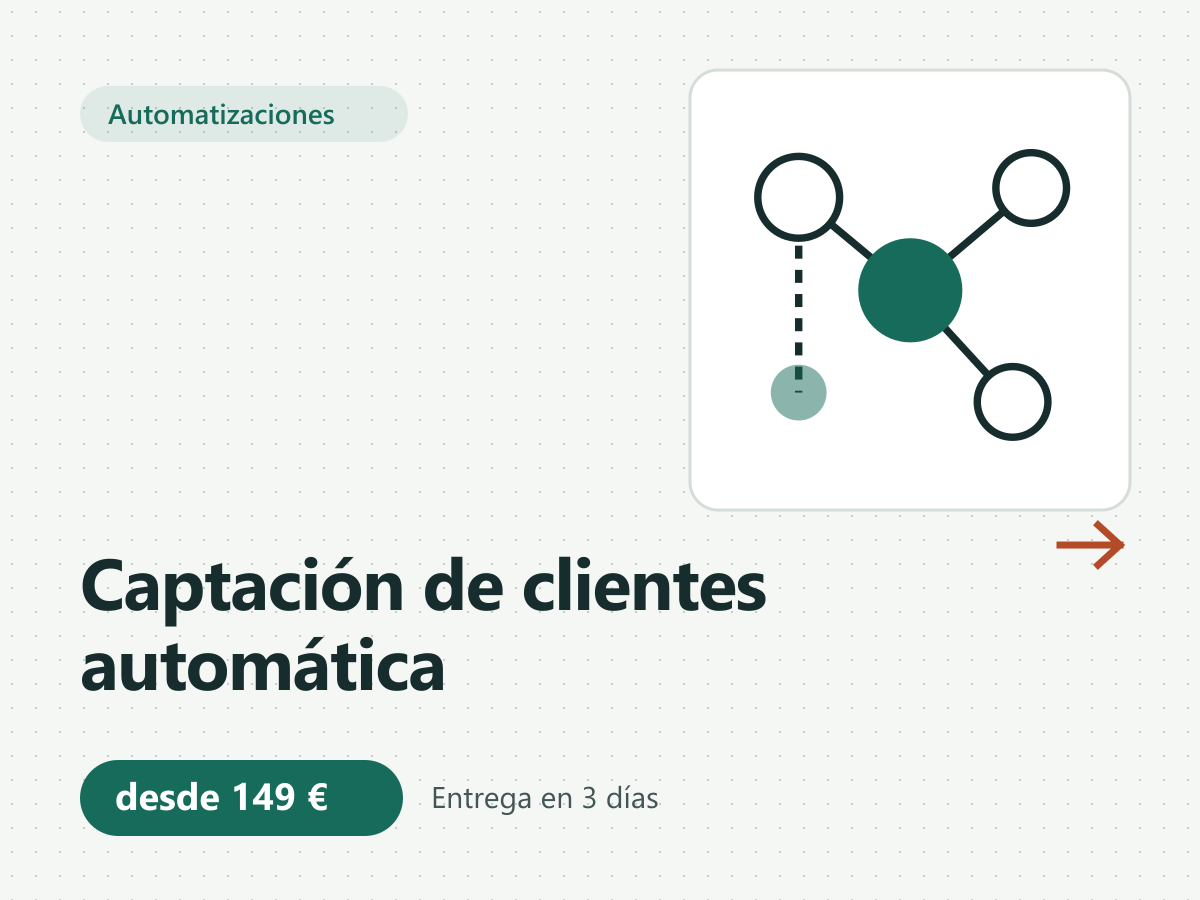 Automatizaciones
Captación de clientes
automática
desde 149 €
Entrega en 3 días